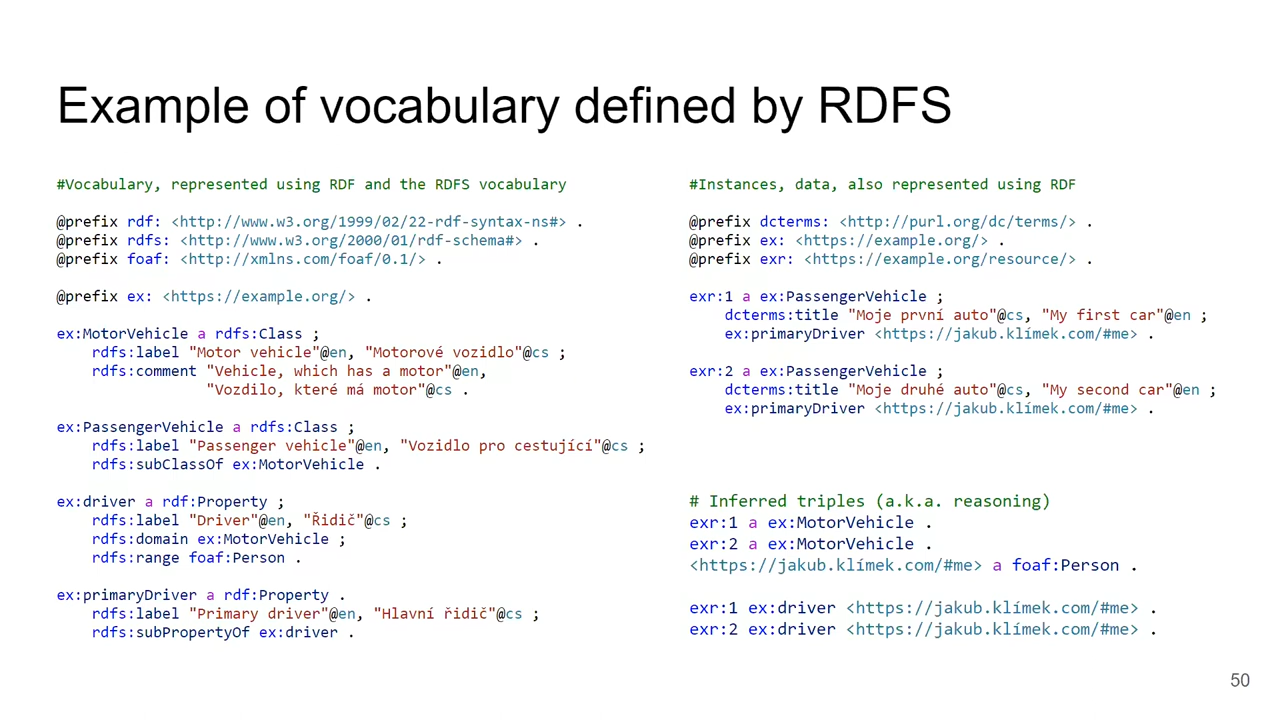 Example of vocabulary defined by RDFS
#Vocabulary, represented using RDF and the RDFS vocabulary
@prefix rdf: <http://www.w3.org/1999/02/22-rdf-syntax-ns#> .
@prefix rdfs: <http://www.w3.org/2000/01/rdf-schema#> .
@prefix foaf: <http://xmlns.com/foaf/0.1/> .
@prefix ex: <https://example.org/> .
ex:MotorVehicle a rdfs:Class ;
rdfs:label "Motor vehicle"@en, "Motorové vozidlo"@cs ;
rdfs:comment "Vehicle, which has a motor"@en,
"Vozdilo, které má motor"@cs .
ex:PassengerVehicle a rdfs:Class ;
rdfs:label "Passenger vehicle"@en, "Vozidlo pro cestující"@cs ;
rdfs:subClassOf ex:MotorVehicle .
ex:driver a rdf:Property ;
rdfs:label "Driver"@en, "Řidič"@cs ;
rdfs:domain ex:MotorVehicle ;
rdfs:range foaf:Person .
ex:primaryDriver a rdf:Property .
rdfs:label "Primary driver"@en, "Hlavní řidič"@cs ;
rdfs:subPropertyOf ex:driver .
#Instances, data, also represented using RDF
@prefix dcterms: <http://purl.org/dc/terms/> .
@prefix ex: <https://example.org/> .
@prefix exr: <https://example.org/resource/> .
exr:1 a ex:PassengerVehicle ;
dcterms:title "Moje první auto"@cs, "My first car"@en ;
ex:primaryDriver <https://jakub.klímek.com/#me> .
exr:2 a ex:PassengerVehicle ;
dcterms:title "Moje druhé auto"@cs, "My second car"@en ;
ex:primaryDriver <https://jakub.klímek.com/#me> .
# Inferred triples (a.k.a. reasoning)
exr:1 a ex:MotorVehicle .
exr:2 a ex:MotorVehicle .
<https://jakub.klímek.com/#me> a foaf:Person .
exr:1 ex:driver <https://jakub.klímek.com/#me> .
exr:2 ex:driver <https://jakub.klímek.com/#me> .
50